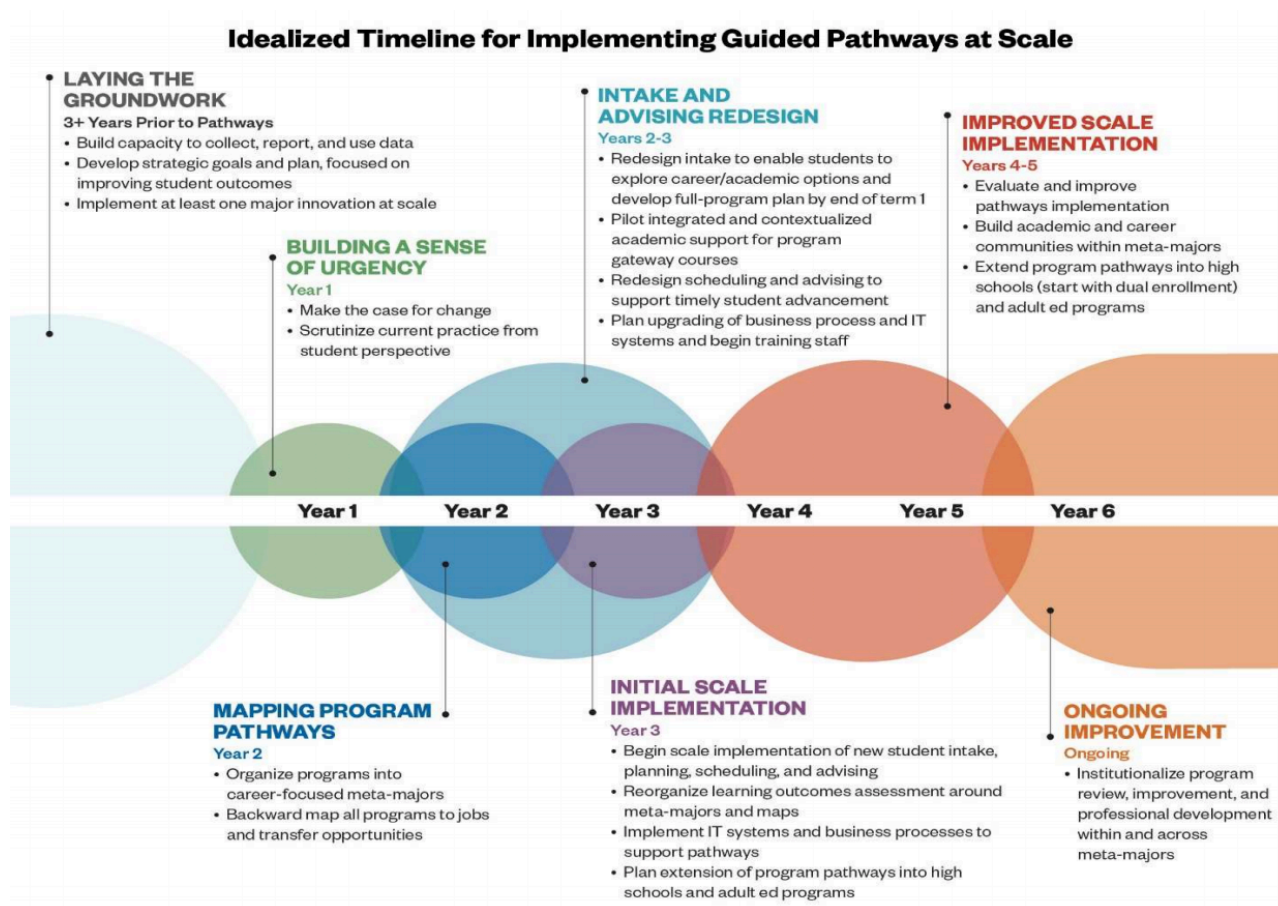 Idealized Timeline for Implementing Guided Pathways at Scale
LAYING THE
GROUNDWORK
3+ Years Prior to Pathways
• Build capacity to collect, report, and use data
• Develop strategic goals and plan, focused on
improving student outcomes
• Implement at least one major innovation at scale
BUILDING A SENSE
OF URGENCY
Year 1
• Make the case for change
• Scrutinize current practice from
student perspective
INTAKE AND
ADVISING REDESIGN
Years 2-3
• Redesign intake to enable students to
explore career/academic options and
develop full-program plan by end of term 1
• Pilot integrated and contextualized
academic support for program
gateway courses
• Redesign scheduling and advising to
support timely student advancement
• Plan upgrading of business process and IT
systems and begin training staff
IMPROVED SCALE
IMPLEMENTATION
Years 4-5
• Evaluate and improve
pathways implementation
• Build academic and career
communities within meta-majors
• Extend program pathways into high
schools (start with dual enrollment)
and adult ed programs
Year 1 Year 2 Year 3 Year 4 Year 5 Year 6
MAPPING PROGRAM
PATHWAYS
Year 2
• Organize programs into
career-focused meta-majors
• Backward map all programs to jobs
and transfer opportunities
INITIAL SCALE
IMPLEMENTATION
Year 3
• Begin scale implementation of new student intake,
planning, scheduling, and advising
• Reorganize learning outcomes assessment around
meta-majors and maps
• Implement IT systems and business processes to
support pathways
• Plan extension of program pathways into high
schools and adult ed programs
ONGOING
IMPROVEMENT
Ongoing
• Institutionalize program
review, improvement, and
professional development
within and across
meta-majors